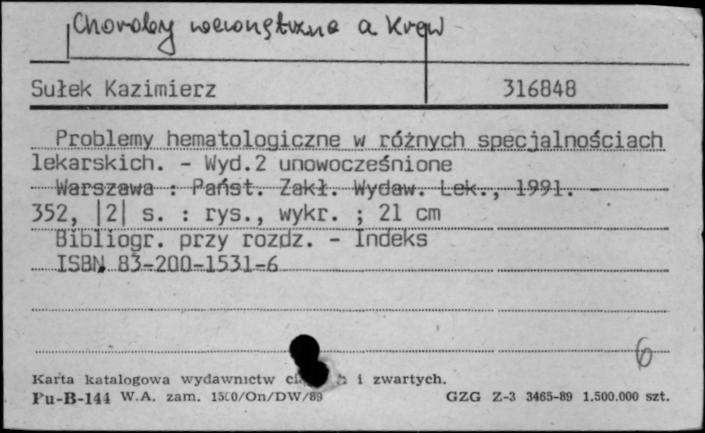 Choroby wewnętrzne a Krew
Sułek Kazimierz 316848
Problemy hematologiczne w różnych specjalnościach
lekarskich. - Wyd.2 unowocześnione
Warszawa : Państ. Zakł. Wydaw. Lek., 1991. -
352, |2| s. : rys., wykr. ; 21 cm
Bibliogr. przy rozdz. - Indeks
ISBN 83-200-1531-6
6
Karta katalogowa wydawnictw i zwartych.
Pu-B-144 W.A. zam. 1500/On/DW/89 GZG Z-3 3465-89 1.500.000 szt.